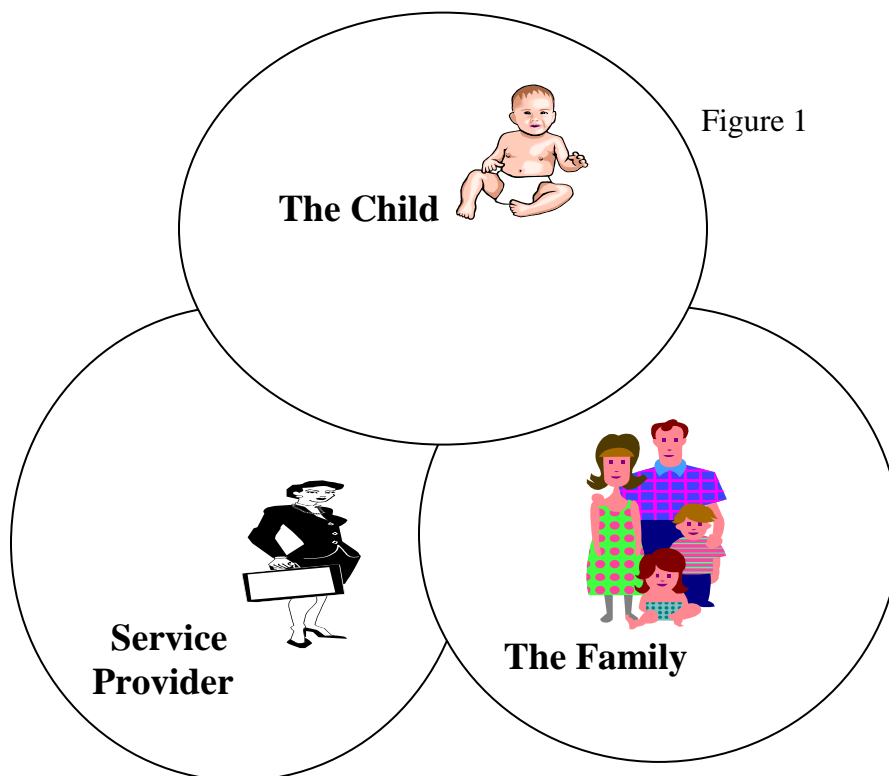 Figure 1
The Child
Service
Provider
The Family